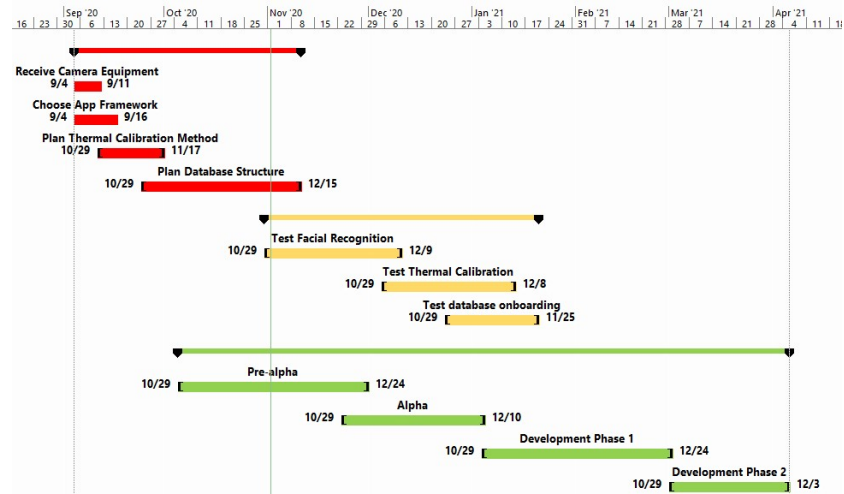 Sep '20 Oct '20 Nov '20 Dec '20 Jan '21 Feb '21 Mar '21 Apr '21
16 23 30 6 13 20 27 4 11 18 25 1 8 15 22 29 6 13 20 27 3 10 17 24 31 7 14 21 28 7 14 21 28 4 11 18
Receive Camera Equipment
9/4 9/11
Choose App Framework
9/4 9/16
Plan Thermal Calibration Method
10/29 11/17
Plan Database Structure
10/29 12/15
Test Facial Recognition
10/29 12/9
Test Thermal Calibration
10/29 12/8
Test database onboarding
10/29 11/25
Pre-alpha
10/29 12/24
Alpha
10/29 12/10
Development Phase 1
10/29 12/24
Development Phase 2
10/29 12/3